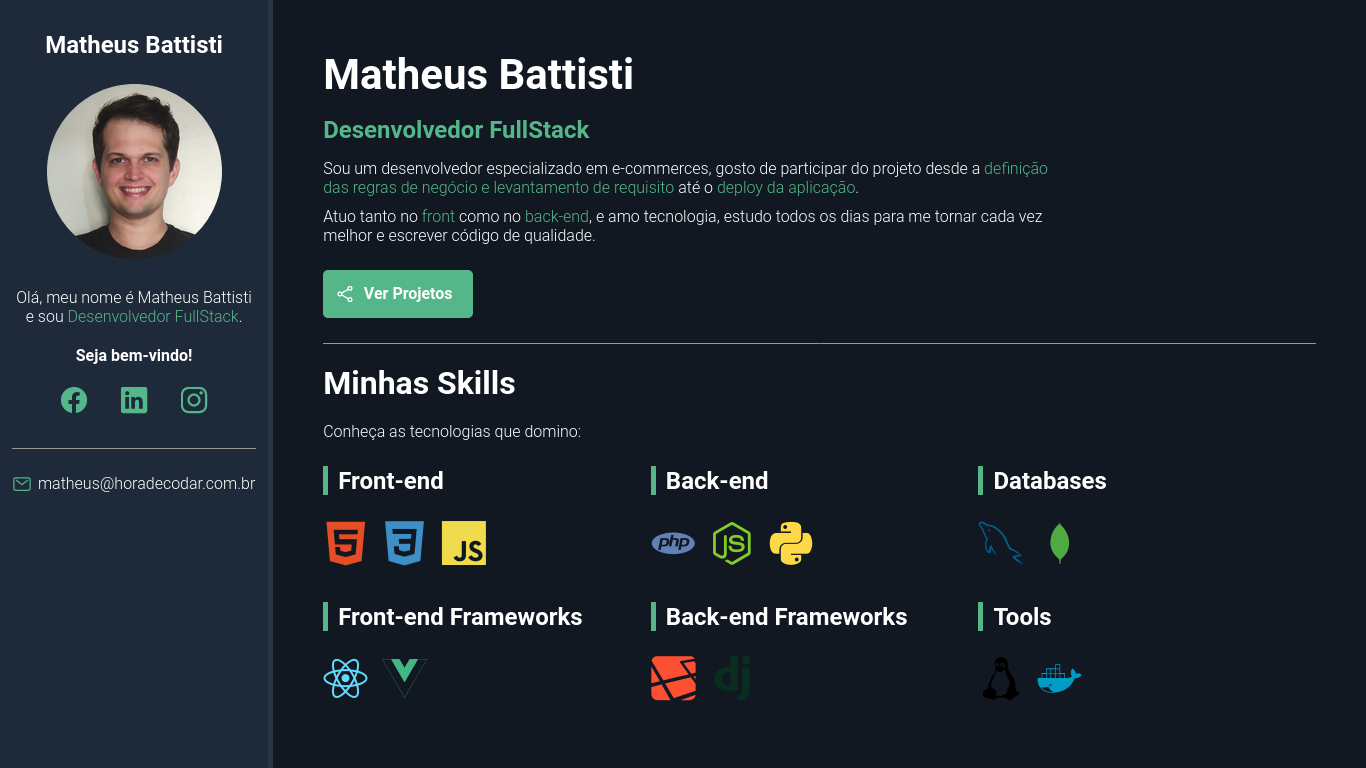 Matheus Battisti
Olá, meu nome é Matheus Battisti
e sou Desenvolvedor FullStack.
Seja bem-vindo!
in
matheus@horadecodar.com.br
Matheus Battisti
Desenvolvedor FullStack
Sou um desenvolvedor especializado em e-commerces, gosto de participar do projeto desde a definição
das regras de negócio e levantamento de requisito até o deploy da aplicação.
Atuo tanto no front como no back-end, e amo tecnologia, estudo todos os dias para me tornar cada vez
melhor e escrever código de qualidade.
Ver Projetos
Minhas Skills
Conheça as tecnologias que domino:
Front-end
5
3
JS
Back-end
php
JS
Databases
Front-end Frameworks
Back-end Frameworks
dj
Tools